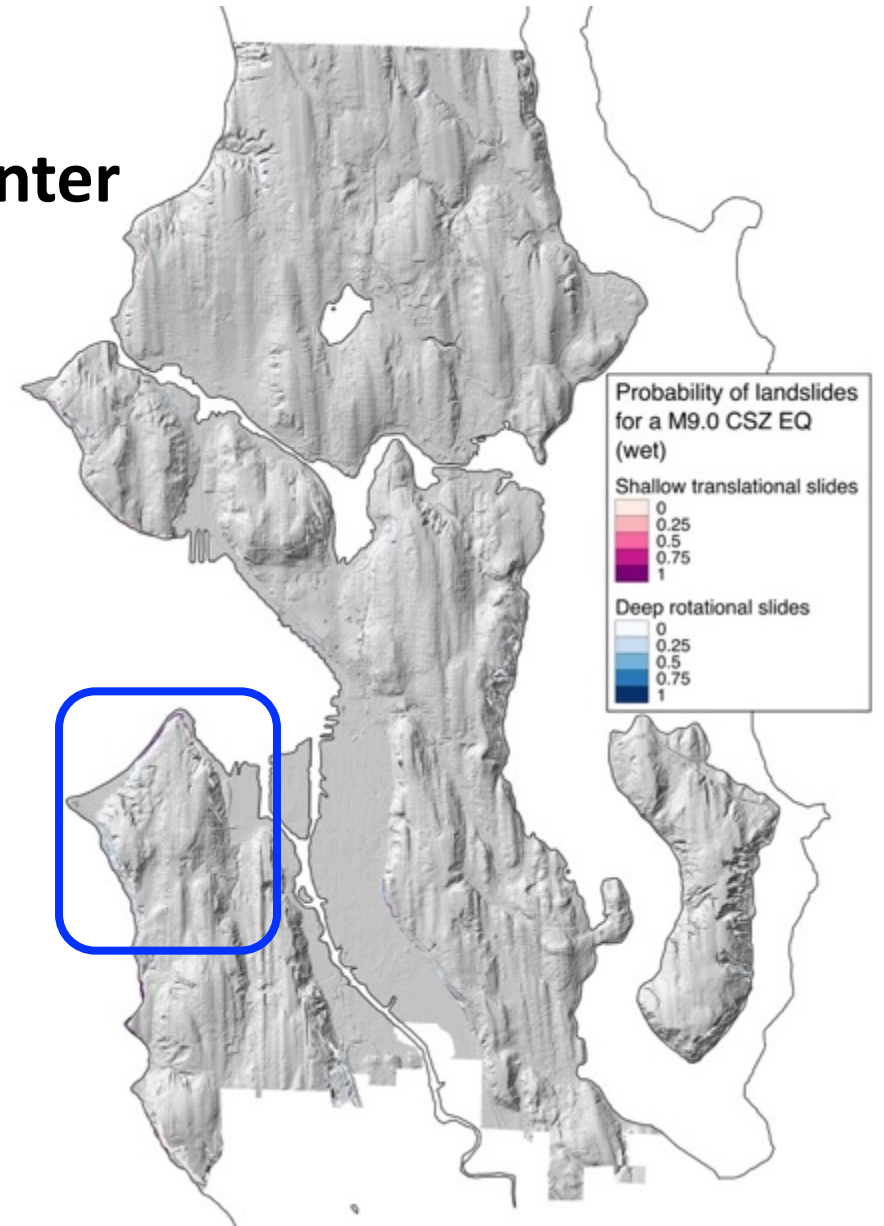 nter
Probability of landslides
for a M9.0 CSZ EQ
(wet)
Shallow translational slides
0
0.25
0.5
0.75
1
Deep rotational slides
0
0.25
0.5
0.75
1